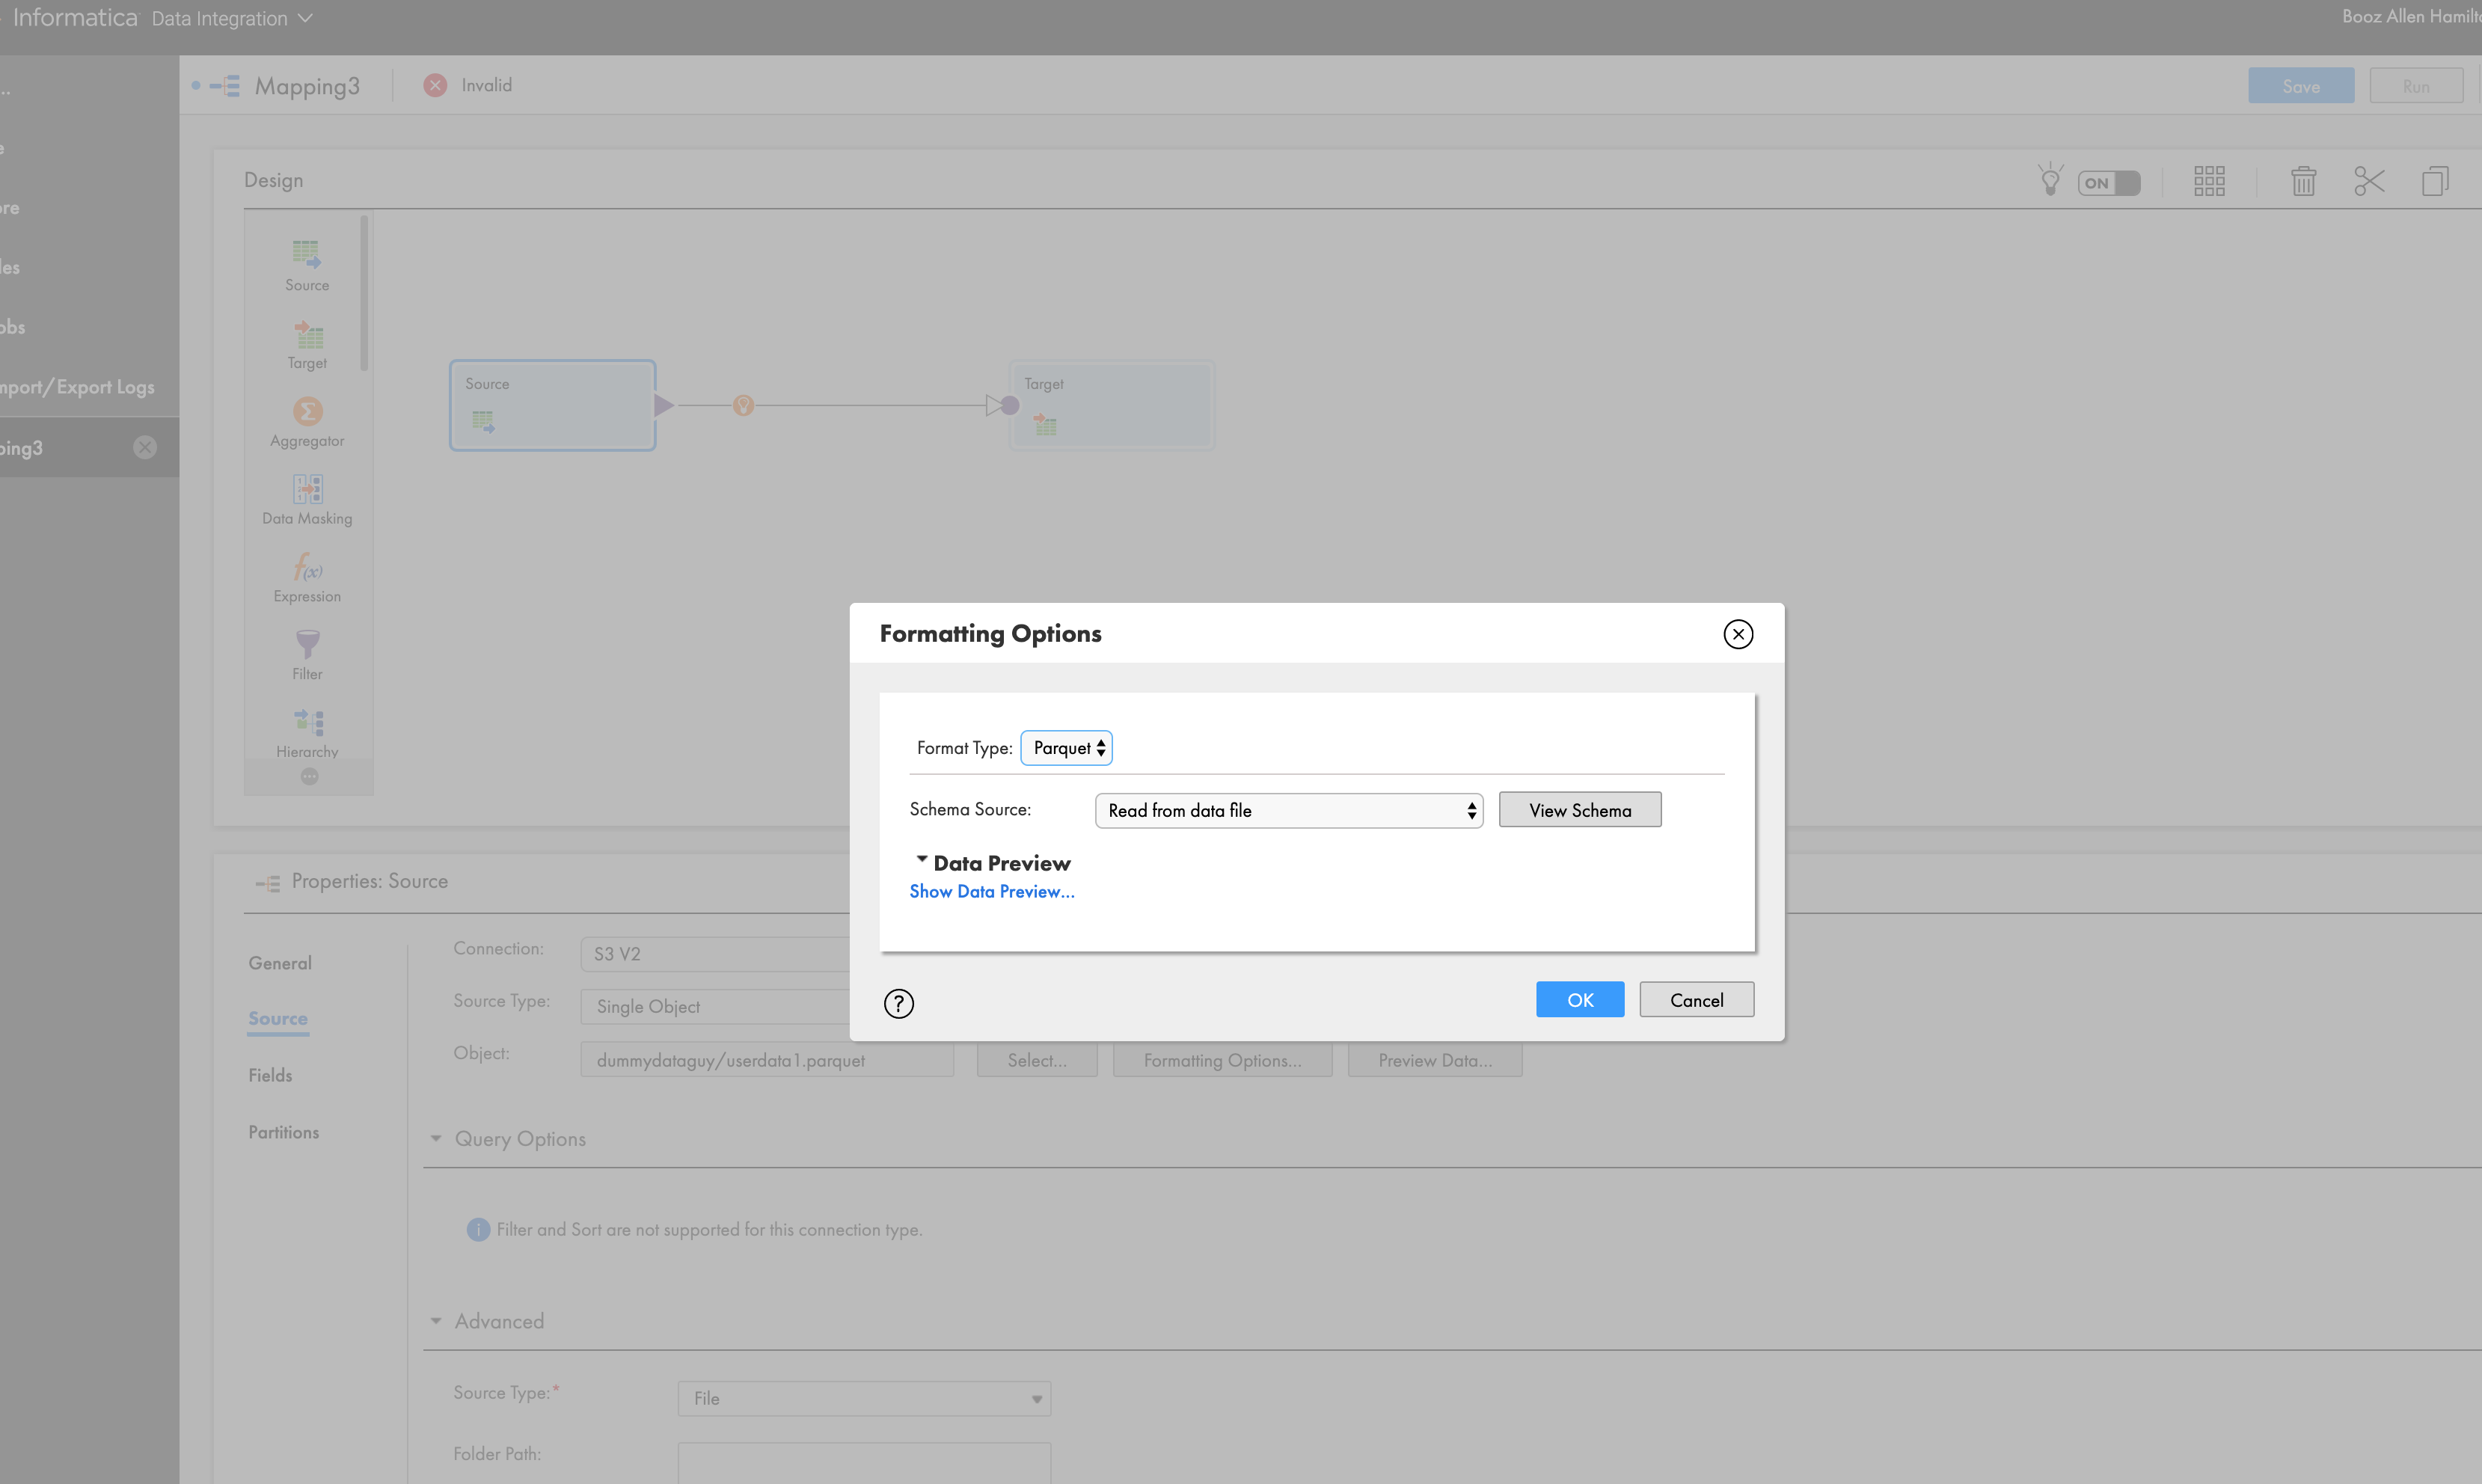 Informatica Data Integration
Booz Allen Hamilt
...
e
ore
les
obs
mport/Export Logs
ping3
Mapping3
Invalid
Save
Run
Design
ON
Source
Target
Aggregator
Data Masking
Expression
Filter
Hierarchy
Source
Target
Formatting Options
Format Type: Parquet
Schema Source: Read from data file View Schema
Data Preview
Show Data Preview...
? OK Cancel
Properties: Source
General
Source
Fields
Partitions
Connection: S3 V2
Source Type: Single Object
Object: dummydataguy/userdata1.parquet Select... Formatting Options... Preview Data...
Query Options
Filter and Sort are not supported for this connection type.
Advanced
Source Type:* File
Folder Path: